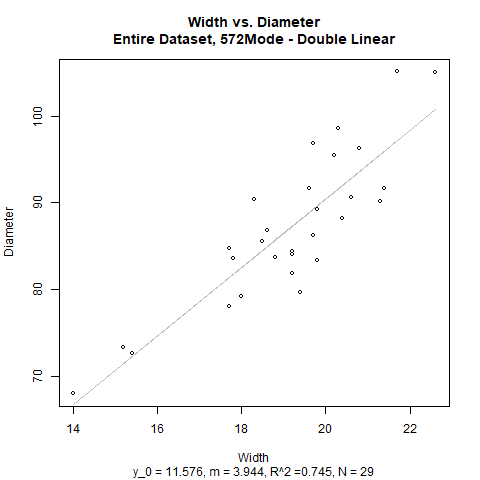 Width vs. Diameter
Entire Dataset, 572Mode - Double Linear
Diameter
100
90
80
70
14
16
18
20
22
Width
y_0 = 11.576, m = 3.944, R^2 =0.745, N = 29